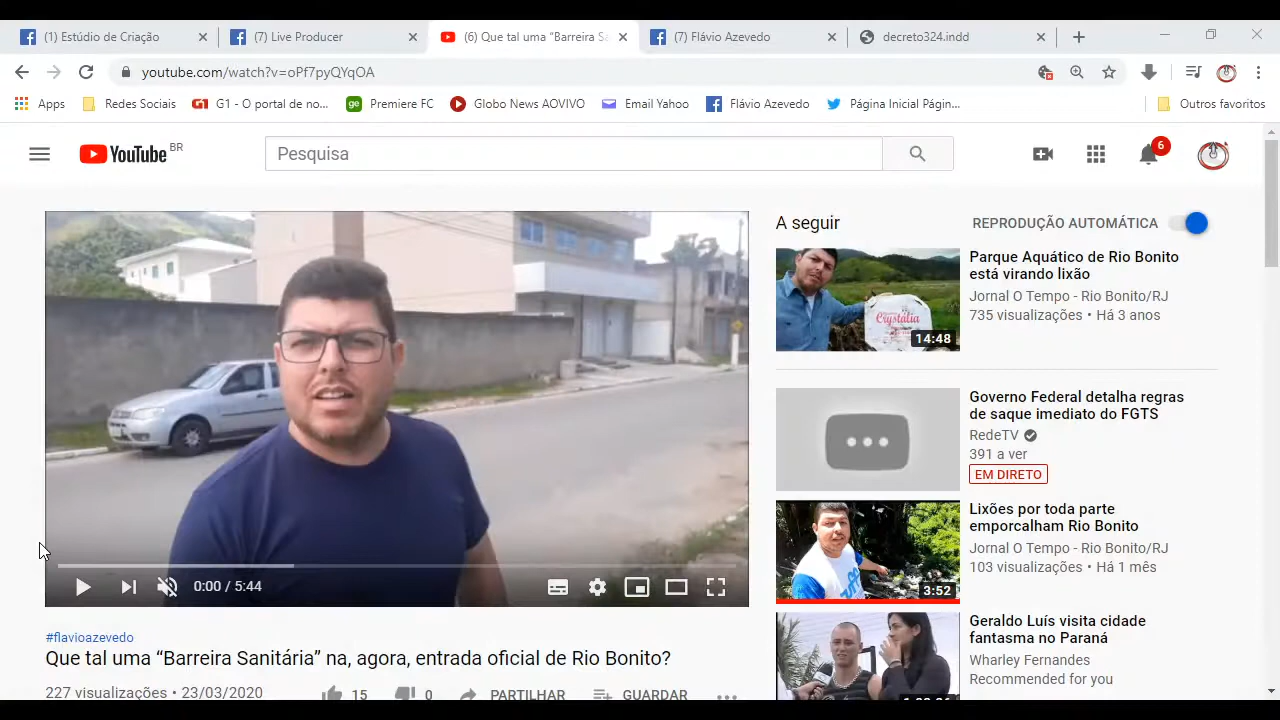 (1) Estúdio de Criação
(7) Live Producer
(6) Que tal uma “Barreira Sa
(7) Flávio Azevedo
decreto324.indd
youtube.com/watch?v=oPf7pyQYqOA
Apps
Redes Sociais
G1 - O portal de no...
Premiere FC
Globo News AOVIVO
Email Yahoo
Flávio Azevedo
Página Inicial Págin...
Outros favoritos
YouTube BR
Pesquisa
6
A seguir
REPRODUÇÃO AUTOMÁTICA
Parque Aquático de Rio Bonito
está virando lixão
Jornal O Tempo - Rio Bonito/RJ
735 visualizações • Há 3 anos
Crystália
14:48
Governo Federal detalha regras
de saque imediato do FGTS
RedeTV
391 a ver
EM DIRETO
Lixões por toda parte
emporcalham Rio Bonito
Jornal O Tempo - Rio Bonito/RJ
103 visualizações • Há 1 mês
3:52
Geraldo Luís visita cidade
fantasma no Paraná
Wharley Fernandes
Recommended for you
0:00 / 5:44
#flavioazevedo
Que tal uma “Barreira Sanitária” na, agora, entrada oficial de Rio Bonito?
227 visualizações • 23/03/2020
15
0
PARTILHAR
GUARDAR